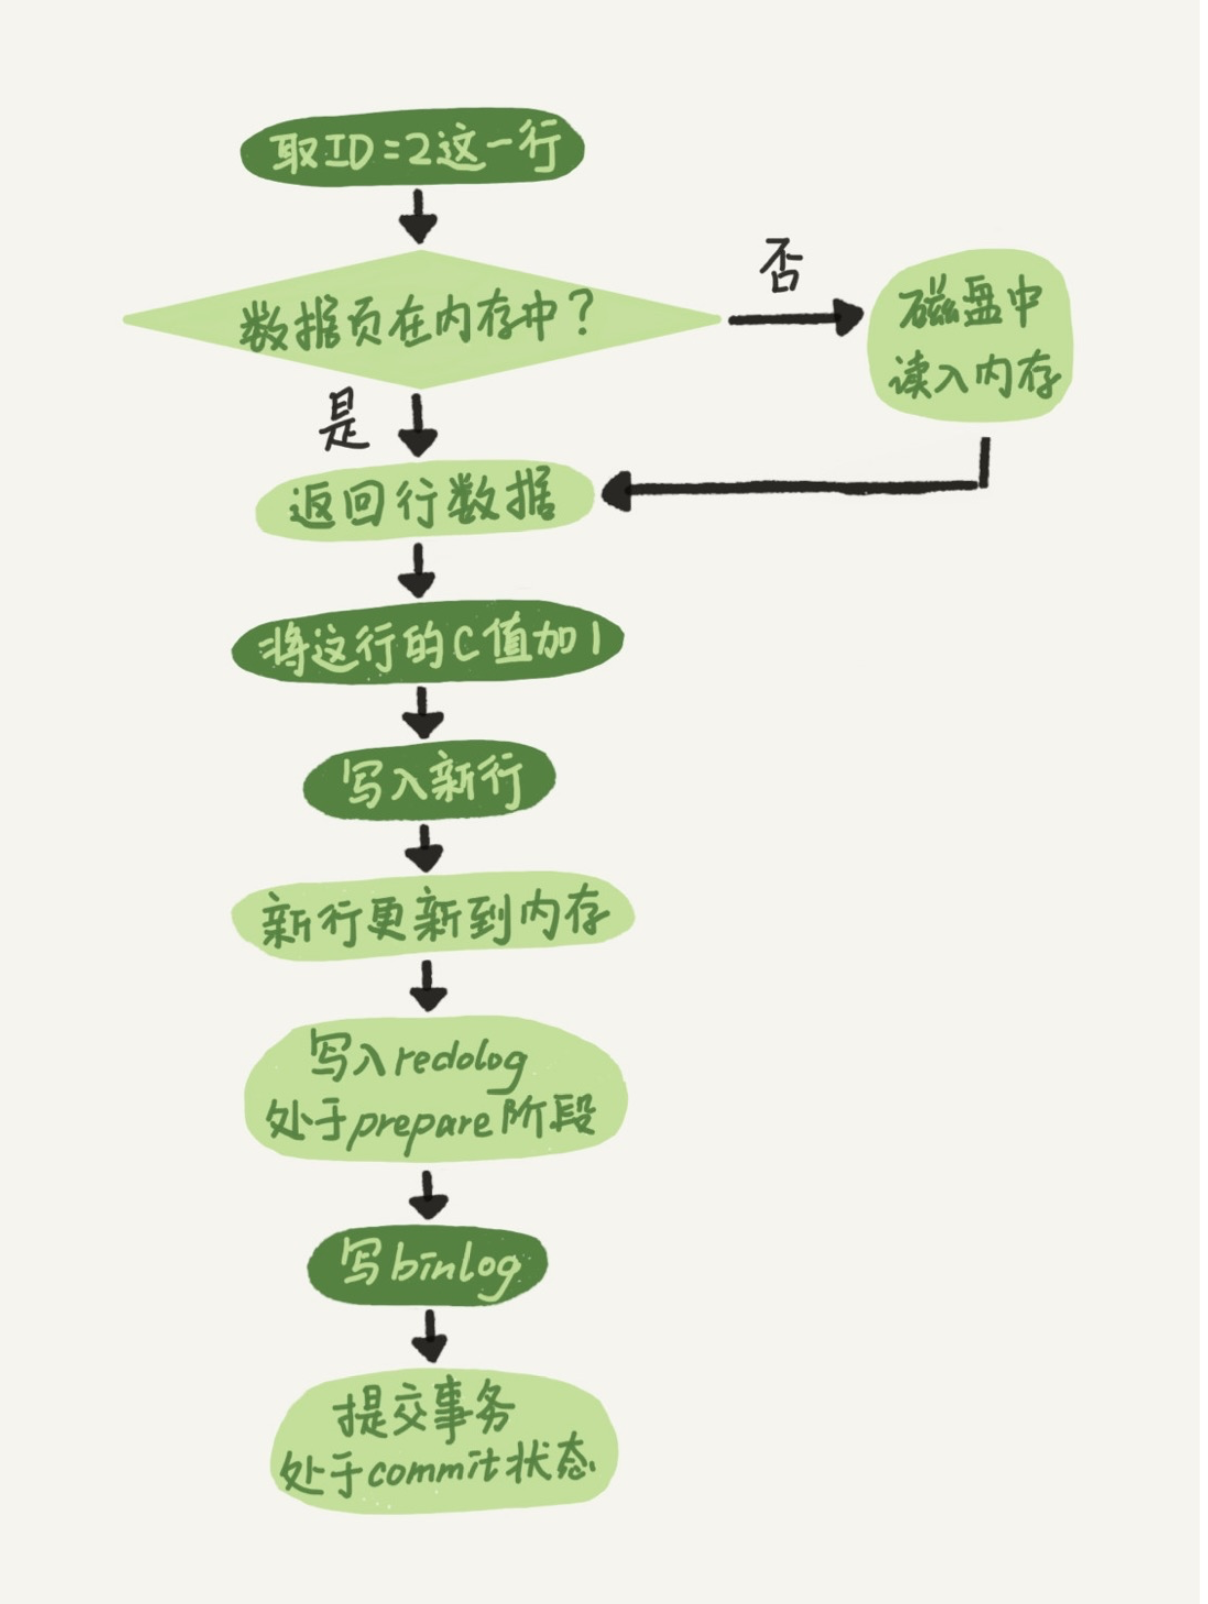 取ID=2这一行
数据页在内存中？
否
磁盘中
读入内存
是
返回行数据
将这行的C值加1
写入新行
新行更新到内存
写入redolog
处于prepare阶段
写binlog
提交事务
处于commit状态